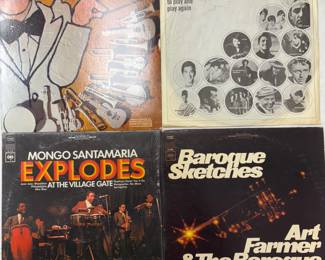 to play and
play again
MONGO SANTAMARIA
EXPLODES
AT THE VILLAGE GATE
Baroque
Sketches
Art
Farmer
& The Baroque